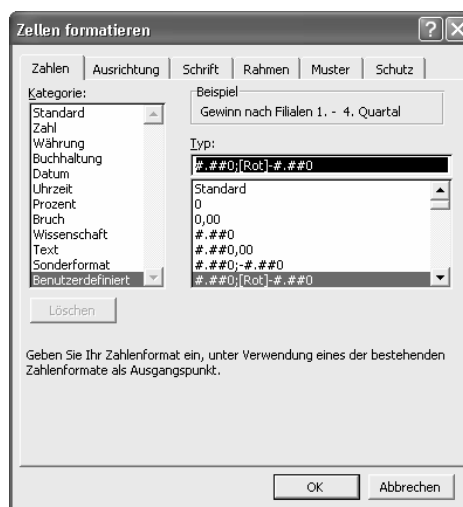 Zellen formatieren
Zahlen Ausrichtung Schrift Rahmen Muster Schutz
Kategorie:
Standard
Zahl
Währung
Buchhaltung
Datum
Uhrzeit
Prozent
Bruch
Wissenschaft
Text
Sonderformat
Benutzerdefiniert
Beispiel
Gewinn nach Filialen 1. - 4. Quartal
Typ:
#.##0;[Rot]-#.##0
Standard
0
0,00
#.##0
#.##0,00
#.##0;-#.##0
#.##0;[Rot]-#.##0
Löschen
Geben Sie Ihr Zahlenformat ein, unter Verwendung eines der bestehenden
Zahlenformate als Ausgangspunkt.
OK Abbrechen